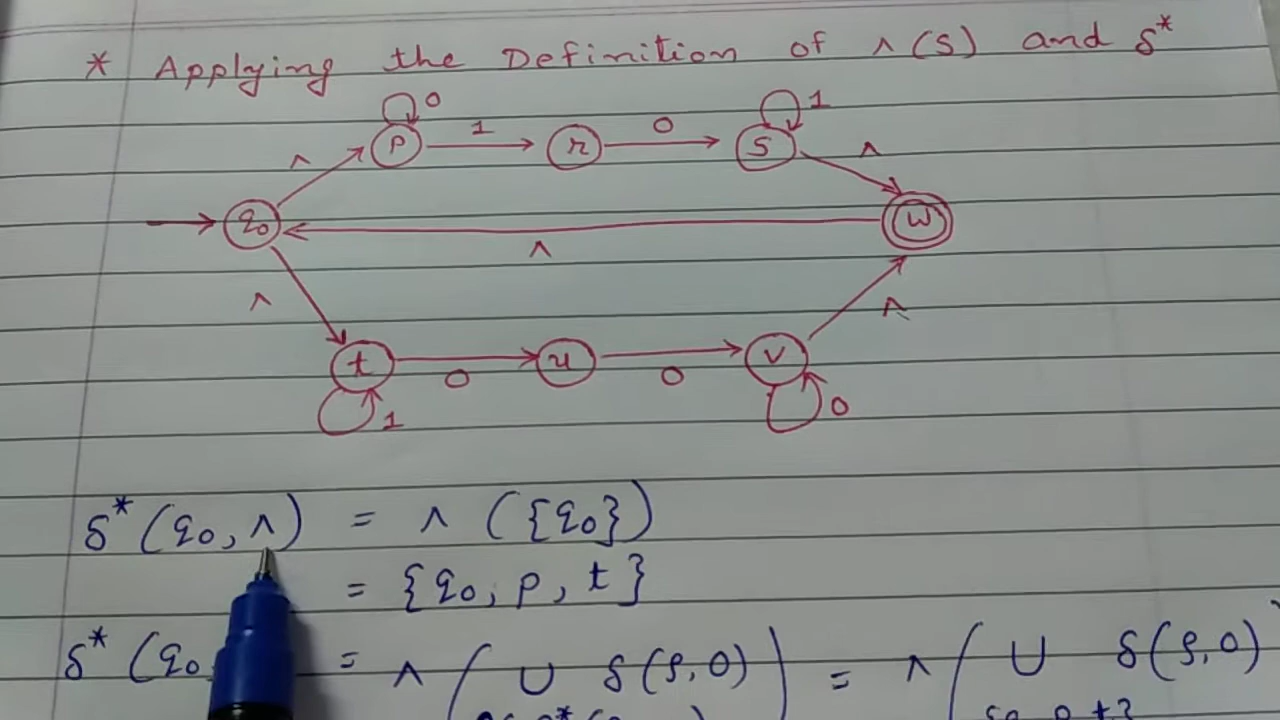 * Applying the Definition of ∧(S) and δ*
0 1
∧ p 1 r 0 s ∧
q₀ ∧ w
∧ t 0 u 0 v ∧
1 0
δ*(q₀, ∧) = ∧({q₀})
= {q₀, p, t}
δ*(q₀ = ∧(∪ δ(p,0)) = ∧(∪ δ(p,0)